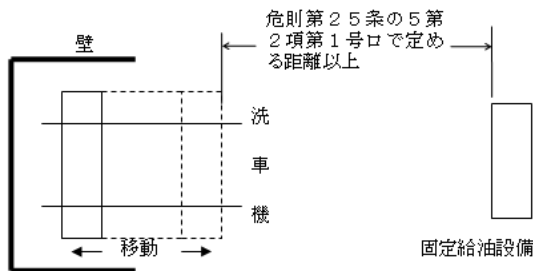 危則第２５条の５第
２項第１号ロで定め
る距離以上
壁
洗
車
機
移動
固定給油設備